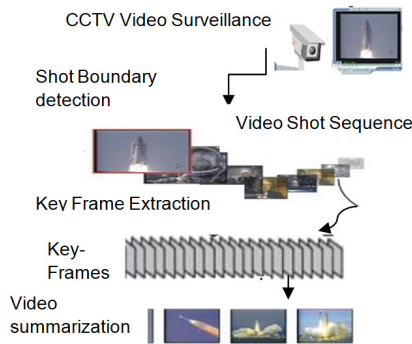 CCTV Video Surveillance
Shot Boundary
detection
Video Shot Sequence
Key Frame Extraction
Key-
Frames
Video
summarization